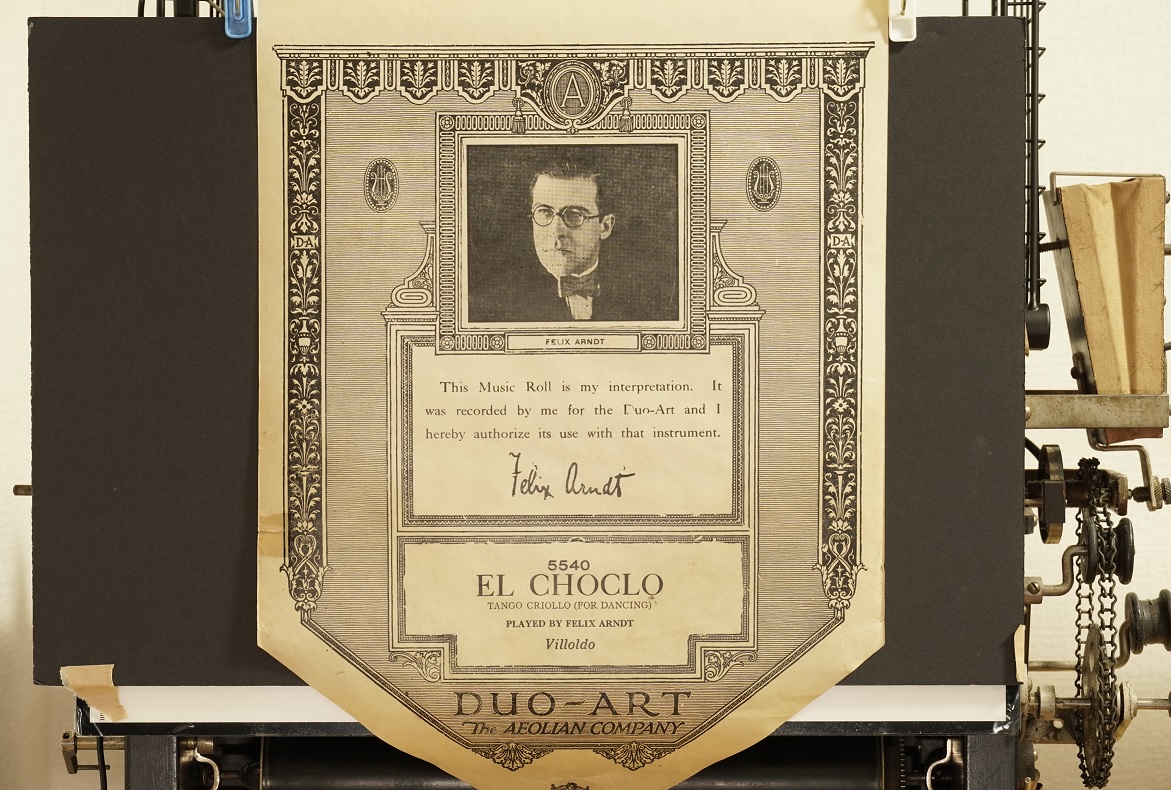 A
D-A D-A
FELIX ARNDT
This Music Roll is my interpretation. It
was recorded by me for the Duo-Art and I
hereby authorize its use with that instrument.
Felix Arndt
5540
EL CHOCLO
TANGO CRIOLLO (FOR DANCING)
PLAYED BY FELIX ARNDT
Villoldo
DUO-ART
The AEOLIAN COMPANY